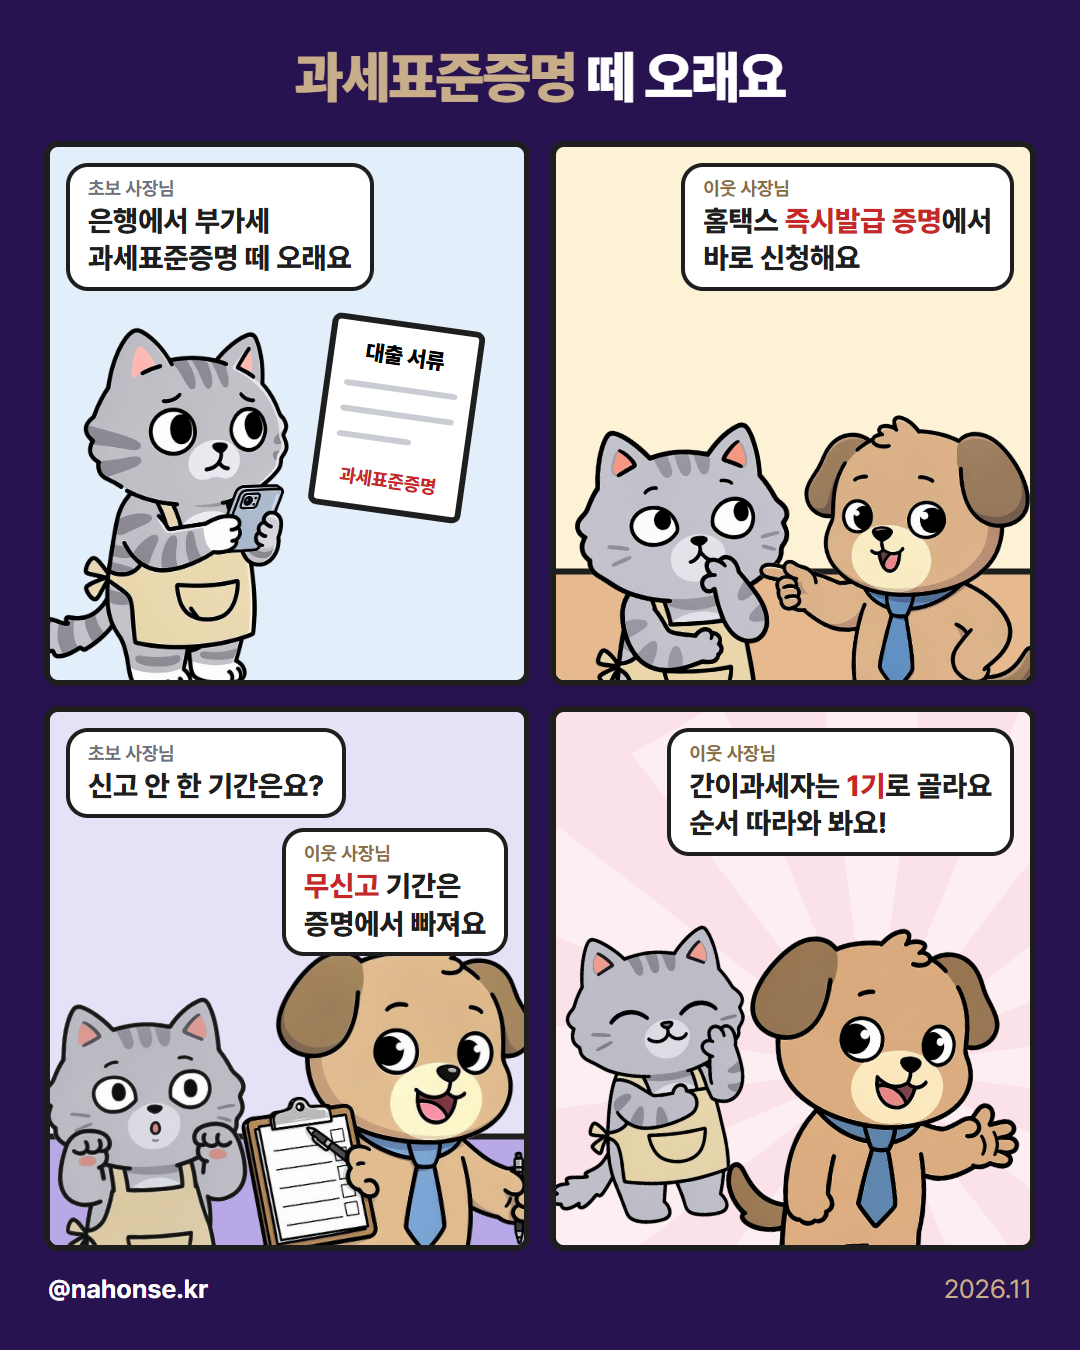 과세표준증명 떼 오래요
초보 사장님
은행에서 부가세
과세표준증명 떼 오래요
대출 서류
과세표준증명
이웃 사장님
홈택스 즉시발급 증명에서
바로 신청해요
초보 사장님
신고 안 한 기간은요?
이웃 사장님
무신고 기간은
증명에서 빠져요
이웃 사장님
간이과세자는 1기로 골라요
순서 따라와 봐요!
@nahonse.kr
2026.11